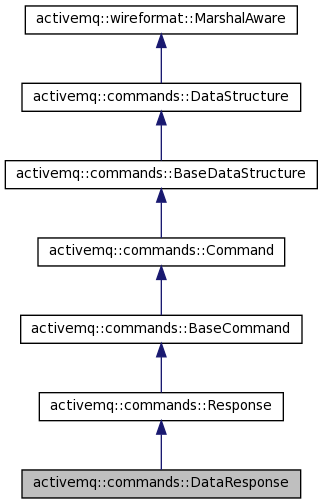 activemq::wireformat::MarshalAware
activemq::commands::DataStructure
activemq::commands::BaseDataStructure
activemq::commands::Command
activemq::commands::BaseCommand
activemq::commands::Response
activemq::commands::DataResponse